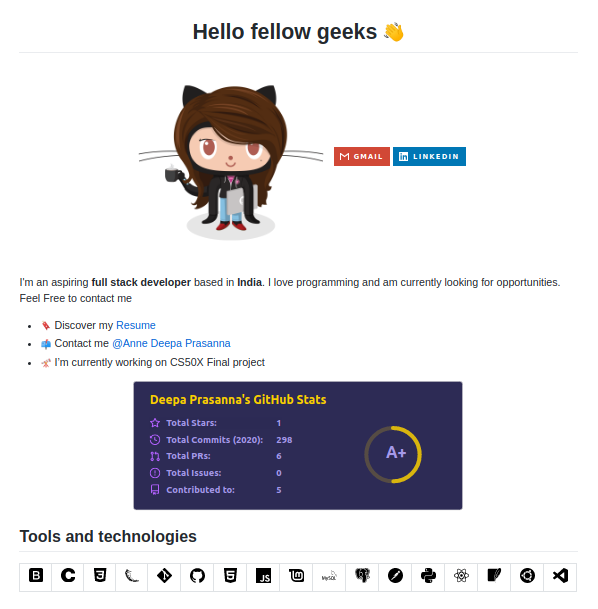 Hello fellow geeks 👋
GMAIL
LINKEDIN
I'm an aspiring full stack developer based in India. I love programming and am currently looking for opportunities.
Feel Free to contact me
Discover my Resume
Contact me @Anne Deepa Prasanna
I'm currently working on CS50X Final project
Deepa Prasanna's GitHub Stats
Total Stars: 1
Total Commits (2020): 298
Total PRs: 6
Total Issues: 0
Contributed to: 5
A+
Tools and technologies
B
C
3
5
JS
MySQL